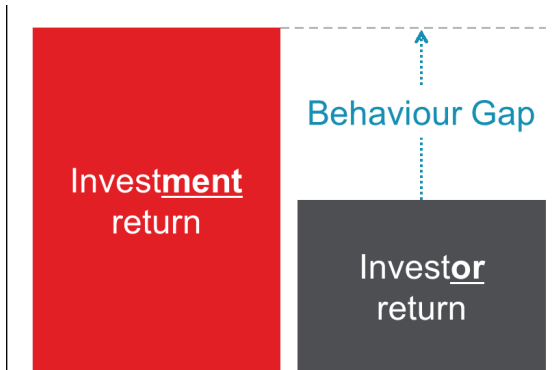 Behaviour Gap
Investment
return
Investor
return